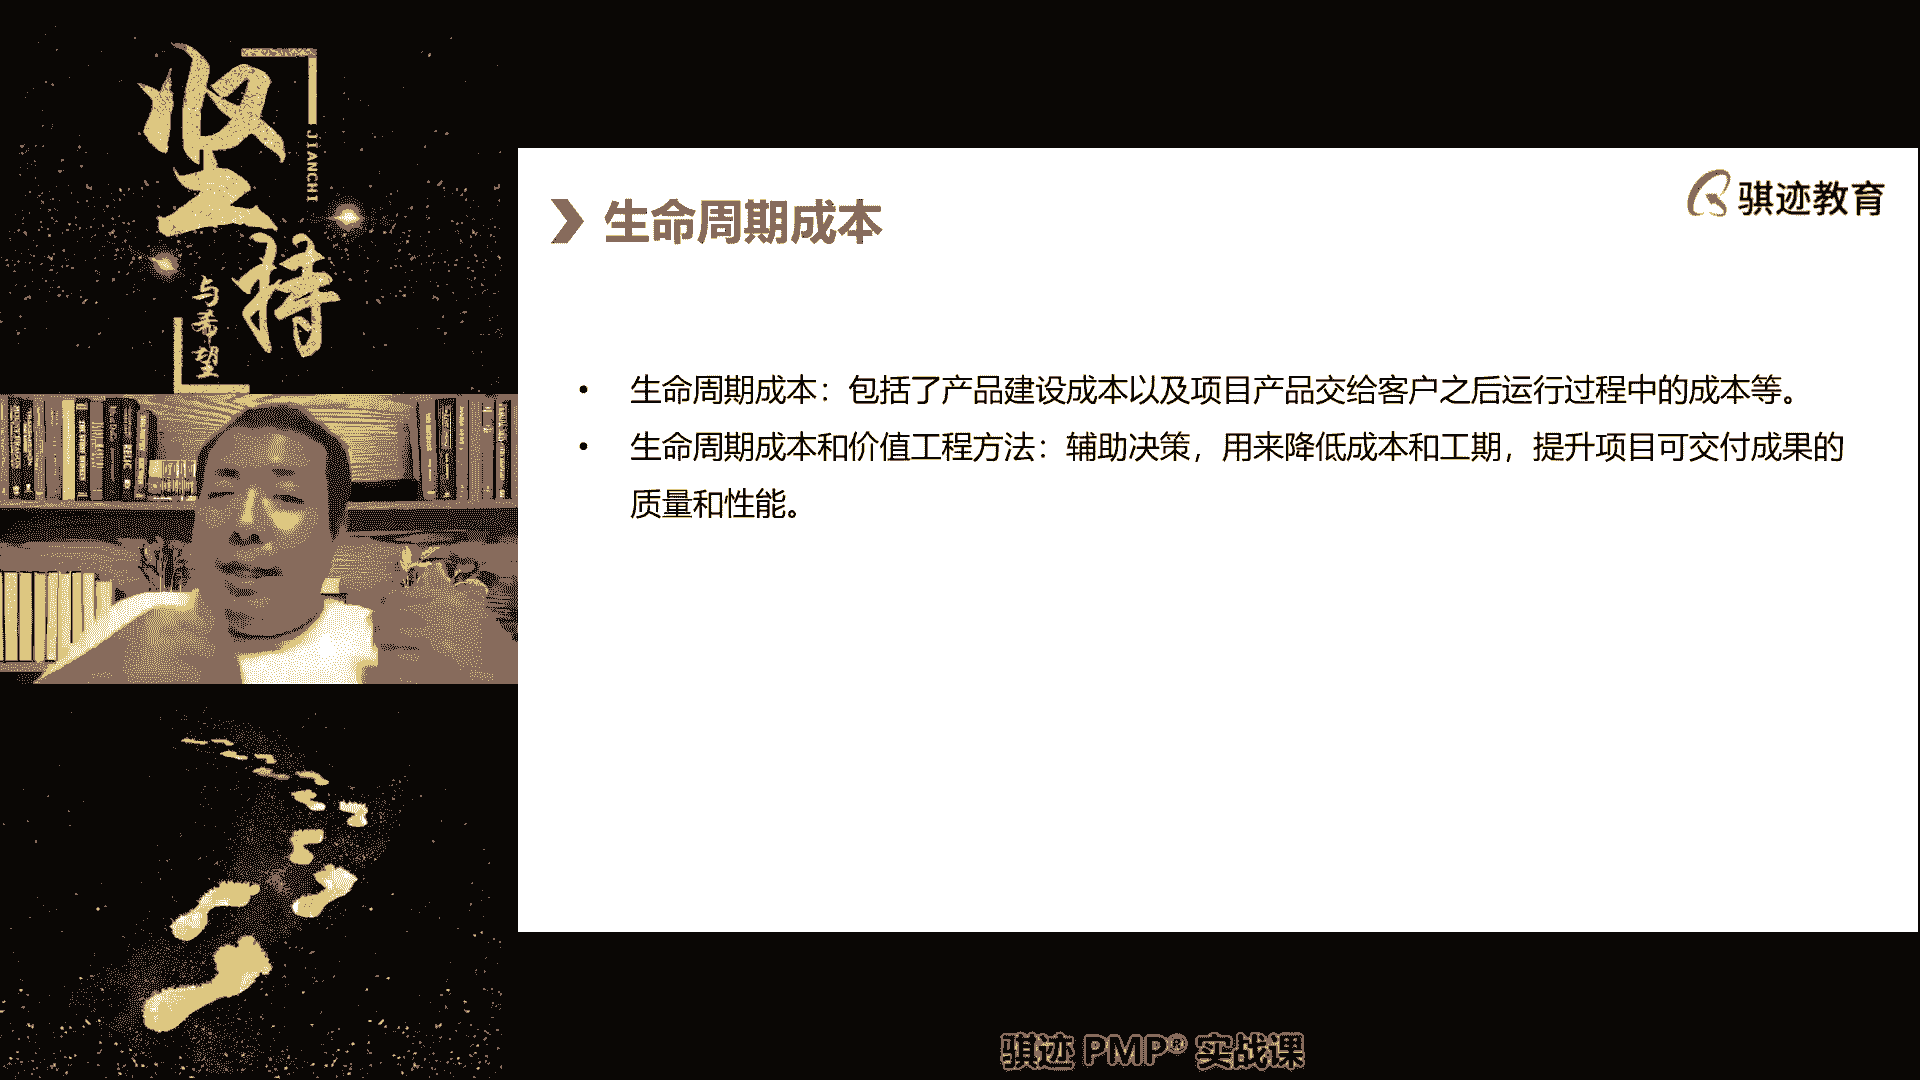 坚持
JIANCHI
与希望
骐迹教育
生命周期成本
• 生命周期成本：包括了产品建设成本以及项目产品交给客户之后运行过程中的成本等。
• 生命周期成本和价值工程方法：辅助决策，用来降低成本和工期，提升项目可交付成果的
质量和性能。
骐迹 PMP® 实战课